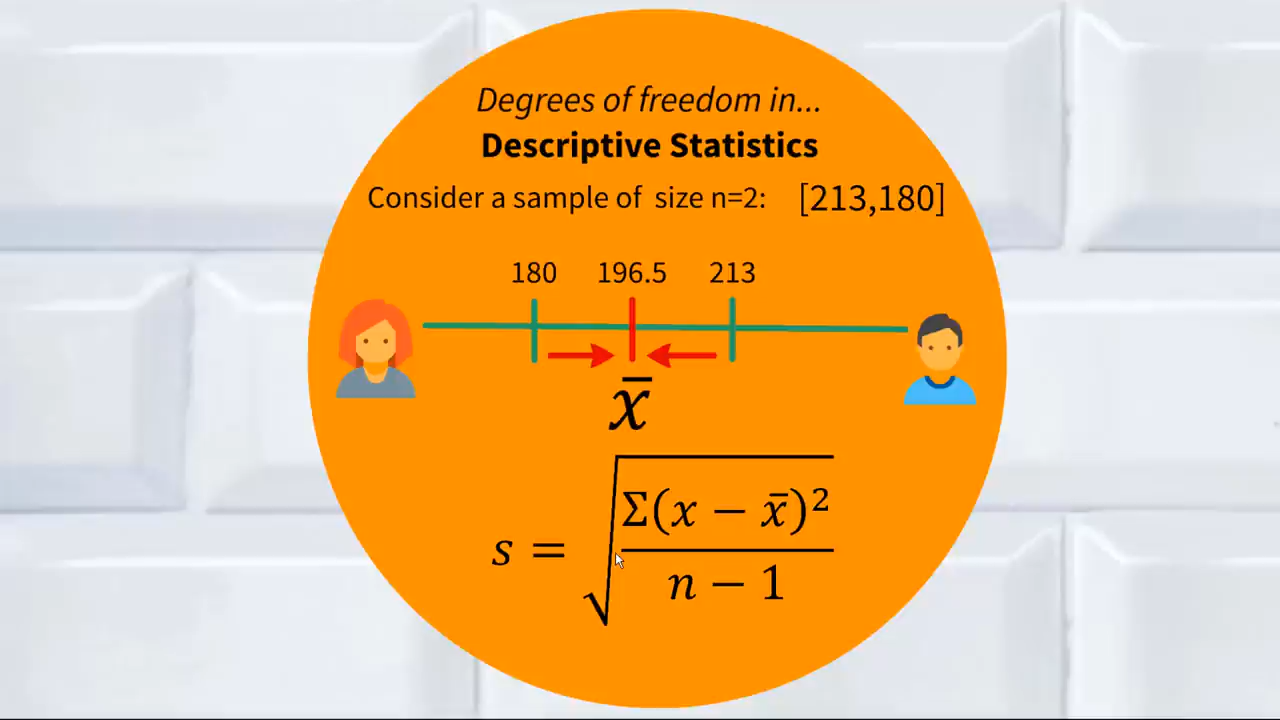 Degrees of freedom in...
Descriptive Statistics
Consider a sample of size n=2: [213,180]
180 196.5 213
x̄
s = √(Σ(x − x̄)² / (n − 1))